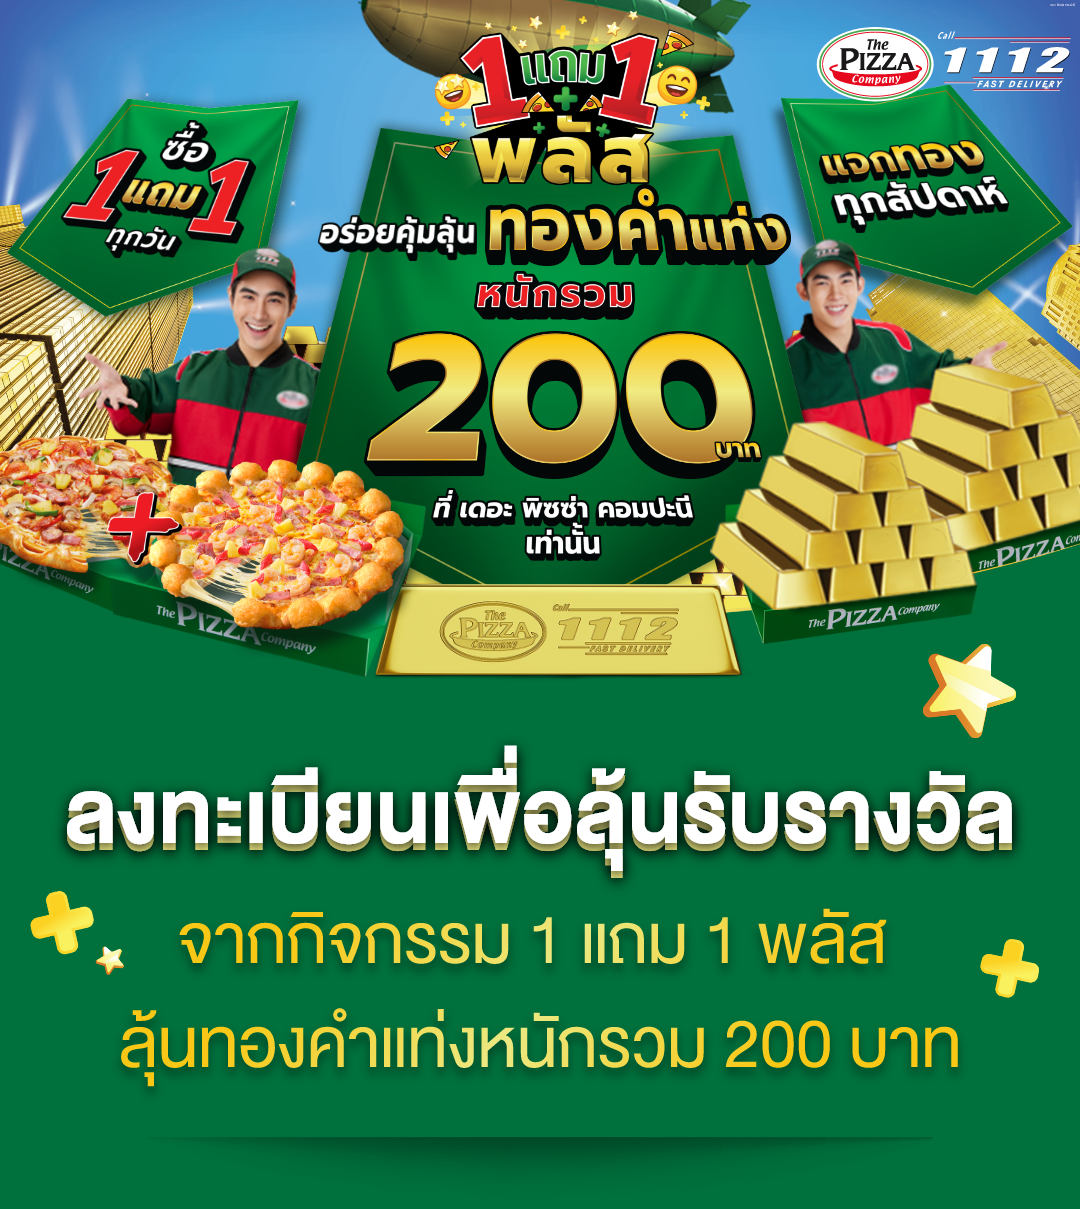 1 แถม 1
พลัส
The
PIZZA
Company
Call
1112
FAST DELIVERY
ซื้อ
1 แถม 1
ทุกวัน
แจกทอง
ทุกสัปดาห์
อร่อยคุ้มลุ้น ทองคำแท่ง
หนักรวม
200
บาท
ที่ เดอะ พิซซ่า คอมปะนี
เท่านั้น
PIZZA Company
The PIZZA Company
The
PIZZA
Company
Call
1112
FAST DELIVERY
The PIZZA Company
The PIZZA Com
ลงทะเบียนเพื่อลุ้นรับรางวัล
จากกิจกรรม 1 แถม 1 พลัส
ลุ้นทองคำแท่งหนักรวม 200 บาท